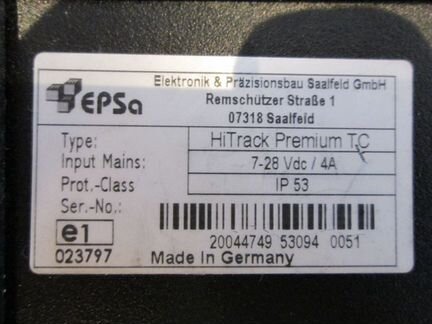 EPSa
Elektronik & Präzisionsbau Saalfeld GmbH
Remschützer Straße 1
07318 Saalfeld
Type: HiTrack Premium TC
Input Mains: 7-28 Vdc / 4A
Prot.-Class IP 53
Ser.-No.:
e1
023797
20044749 53094 0051
Made In Germany